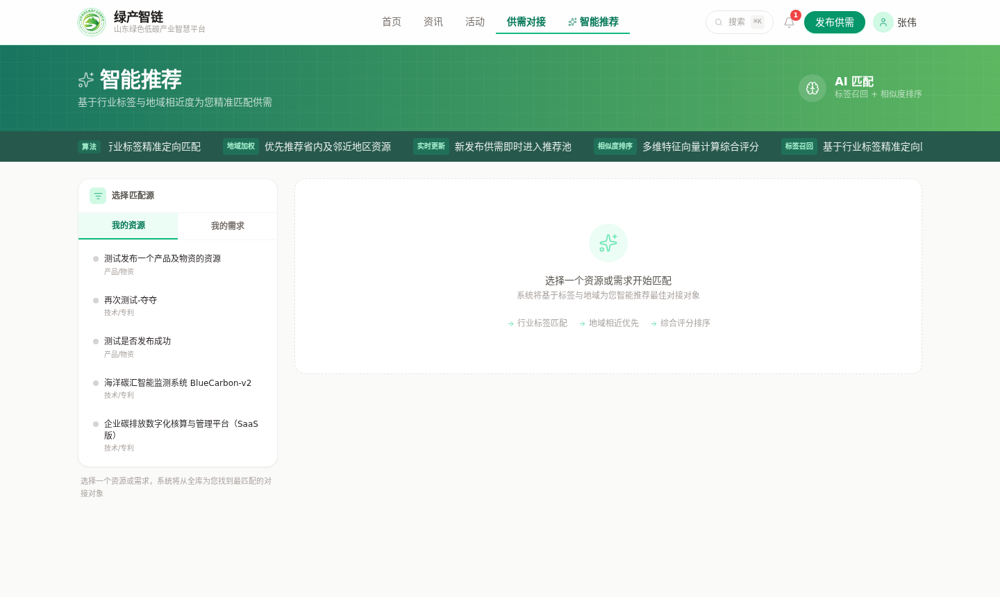 绿产智链
山东绿色低碳产业智慧平台
首页
资讯
活动
供需对接
智能推荐
搜索
⌘K
1
发布供需
张伟
智能推荐
基于行业标签与地域相近度为您精准匹配供需
AI 匹配
标签召回 + 相似度排序
算法
行业标签精准定向匹配
地域加权
优先推荐省内及邻近地区资源
实时更新
新发布供需即时进入推荐池
相似度排序
多维特征向量计算综合评分
标签召回
基于行业标签精准定向
选择匹配源
我的资源
我的需求
测试发布一个产品及物资的资源
产品/物资
再次测试-夺夺
技术/专利
测试是否发布成功
产品/物资
海洋碳汇智能监测系统 BlueCarbon-v2
技术/专利
企业碳排放数字化核算与管理平台（SaaS
版）
技术/专利
选择一个资源或需求，系统将从全库为您找到最匹配的对
接对象
选择一个资源或需求开始匹配
系统将基于标签与地域为您智能推荐最佳对接对象
行业标签匹配
地域相近优先
综合评分排序